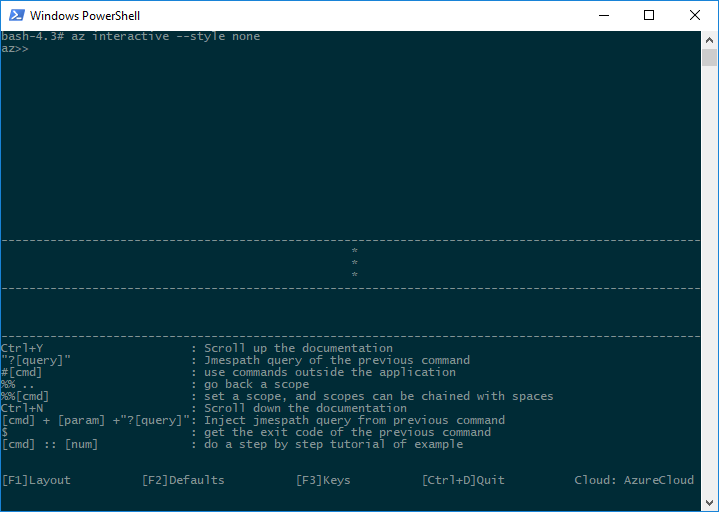 Windows PowerShell
bash-4.3# az interactive --style none
az>>
--------------------------------------------------------------------------------
*
*
*
--------------------------------------------------------------------------------
--------------------------------------------------------------------------------
Ctrl+Y                     : Scroll up the documentation
"?[query]"                 : Jmespath query of the previous command
#[cmd]                     : use commands outside the application
%% ..                      : go back a scope
%%[cmd]                    : set a scope, and scopes can be chained with spaces
Ctrl+N                     : Scroll down the documentation
[cmd] + [param] +"?[query]": Inject jmespath query from previous command
$                          : get the exit code of the previous command
[cmd] :: [num]             : do a step by step tutorial of example
[F1]Layout          [F2]Defaults          [F3]Keys          [Ctrl+D]Quit          Cloud: AzureCloud